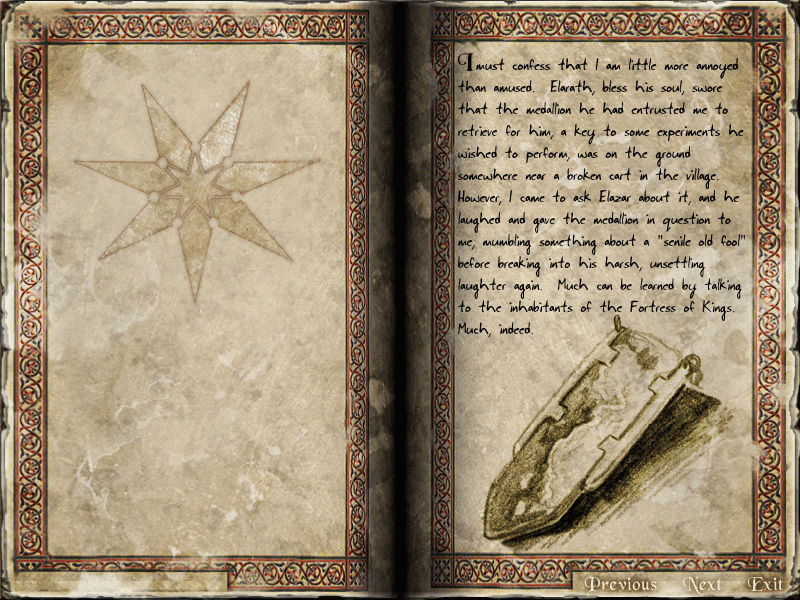 I must confess that I am little more annoyed
than amused. Elarath, bless his soul, swore
that the medallion he had entrusted me to
retrieve for him, a key to some experiments he
wished to perform, was on the ground
somewhere near a broken cart in the village.
However, I came to ask Elazar about it, and he
laughed and gave the medallion in question to
me, mumbling something about a "senile old fool"
before breaking into his harsh, unsettling
laughter again. Much can be learned by talking
to the inhabitants of the Fortress of Kings.
Much, indeed.
Previous Next Exit